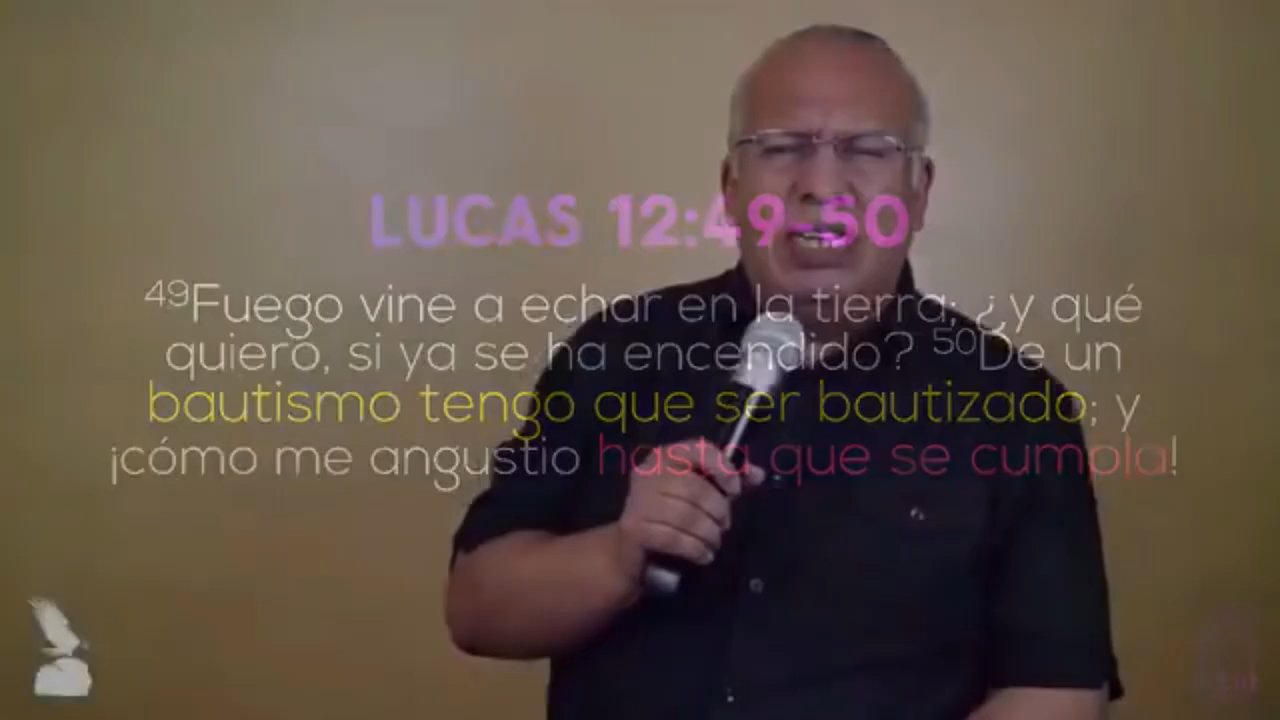 LUCAS 12:49-50
⁴⁹Fuego vine a echar en la tierra; ¿y qué
quiero, si ya se ha encendido? ⁵⁰De un
bautismo tengo que ser bautizado; y
¡cómo me angustio hasta que se cumpla!